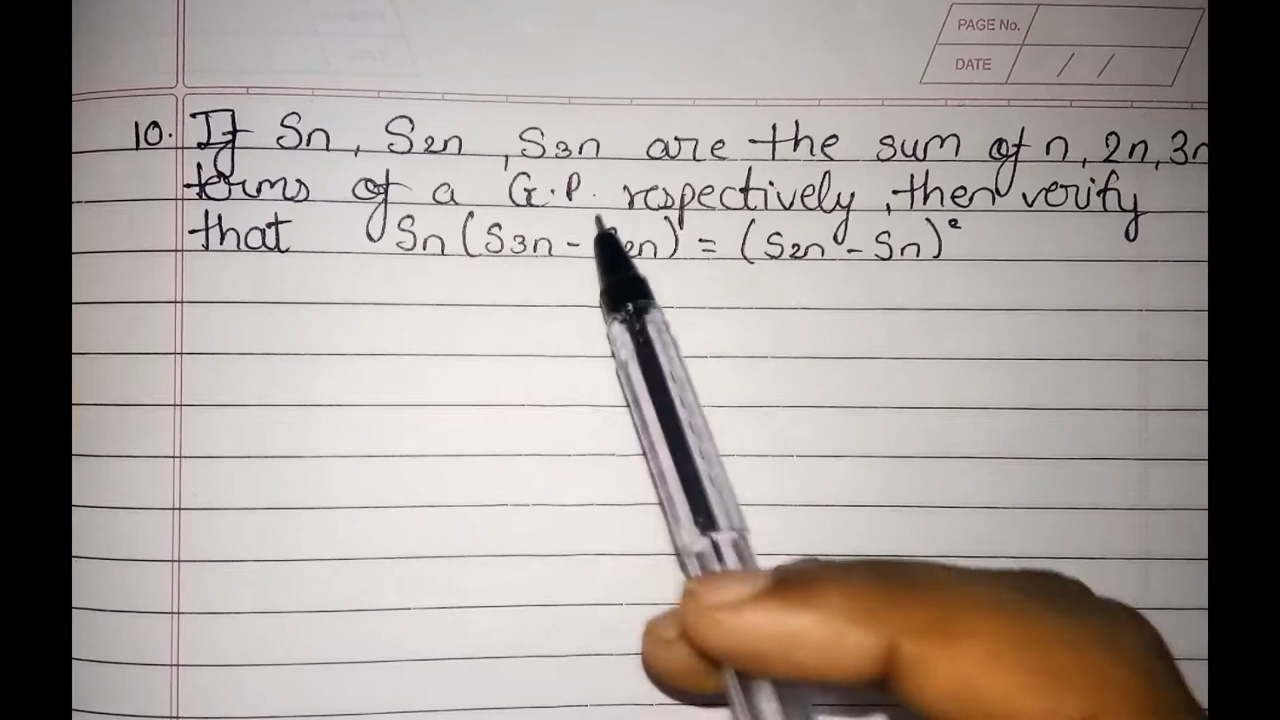 PAGE No.
DATE / /
10. If Sn, S2n, S3n are the sum of n, 2n, 3n
terms of a G.P. respectively, then verify
that Sn(S3n - 2n) = (S2n - Sn)²